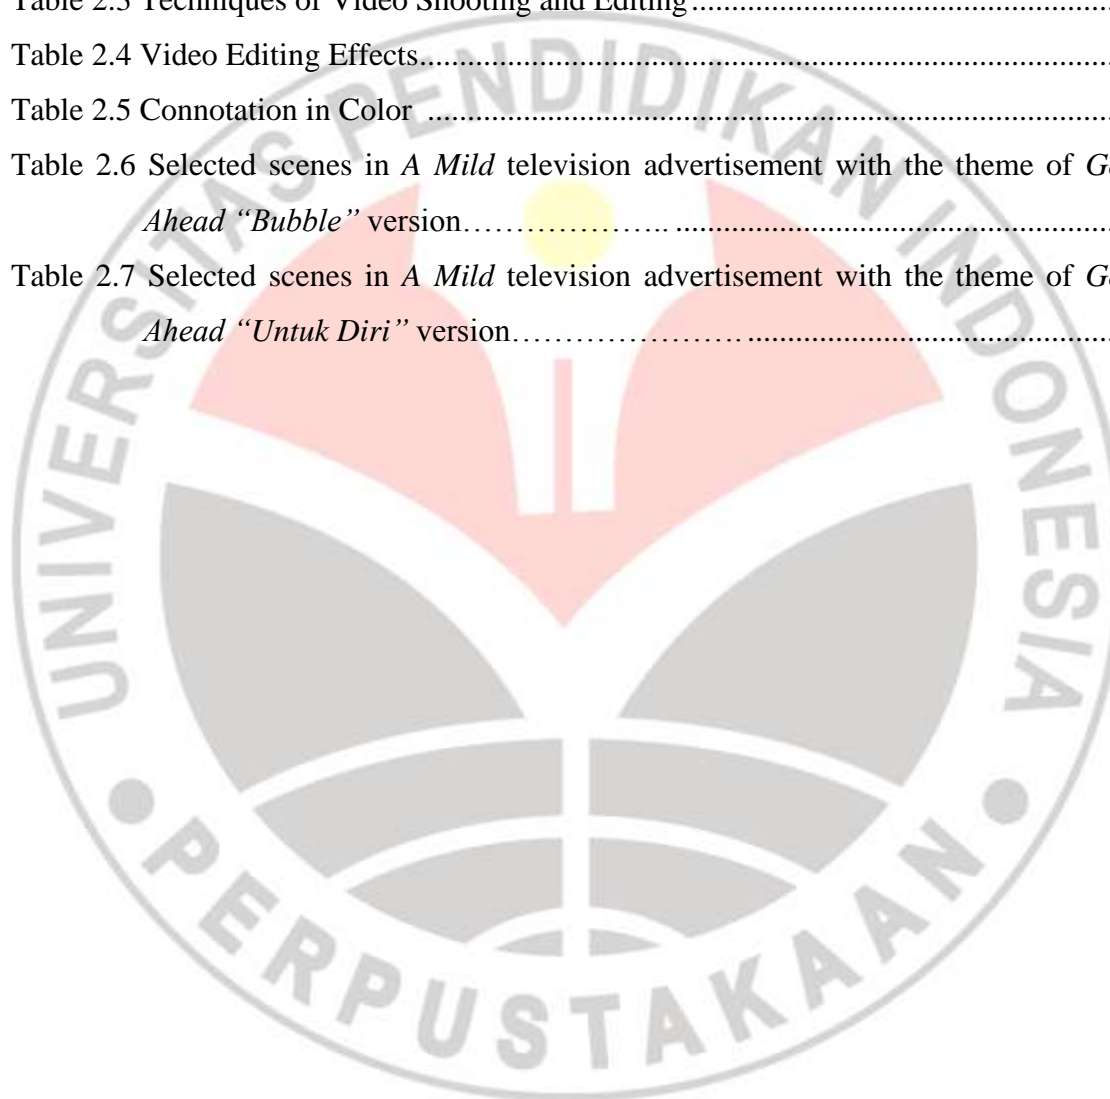 Table 2.3 Techniques of Video Shooting and Editing................................................
Table 2.4 Video Editing Effects................................................................................
Table 2.5 Connotation in Color ................................................................................
Table 2.6 Selected scenes in A Mild television advertisement with the theme of
Ahead “Bubble” version……………….. ................................................
Table 2.7 Selected scenes in A Mild television advertisement with the theme of
Ahead “Untuk Diri” version…………………. ........................................
UNIVERSITAS PENDIDIKAN INDONESIA
PERPUSTAKAAN